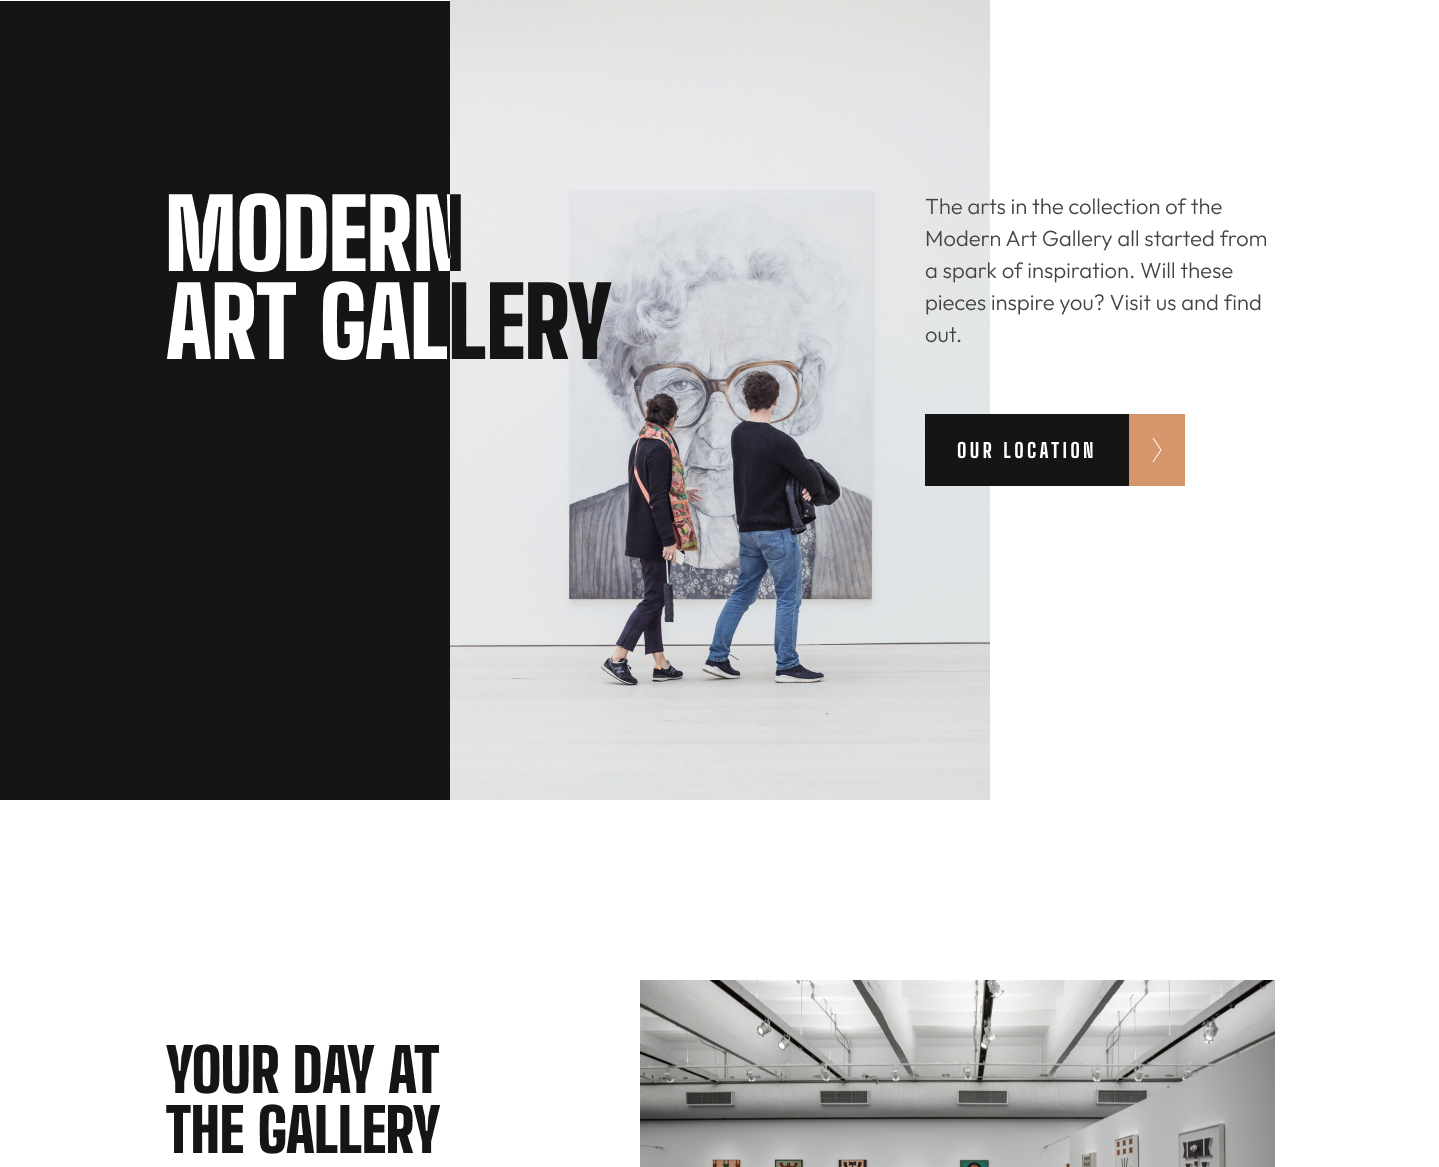 MODERN
ART GALLERY
The arts in the collection of the
Modern Art Gallery all started from
a spark of inspiration. Will these
pieces inspire you? Visit us and find
out.
OUR LOCATION
YOUR DAY AT
THE GALLERY